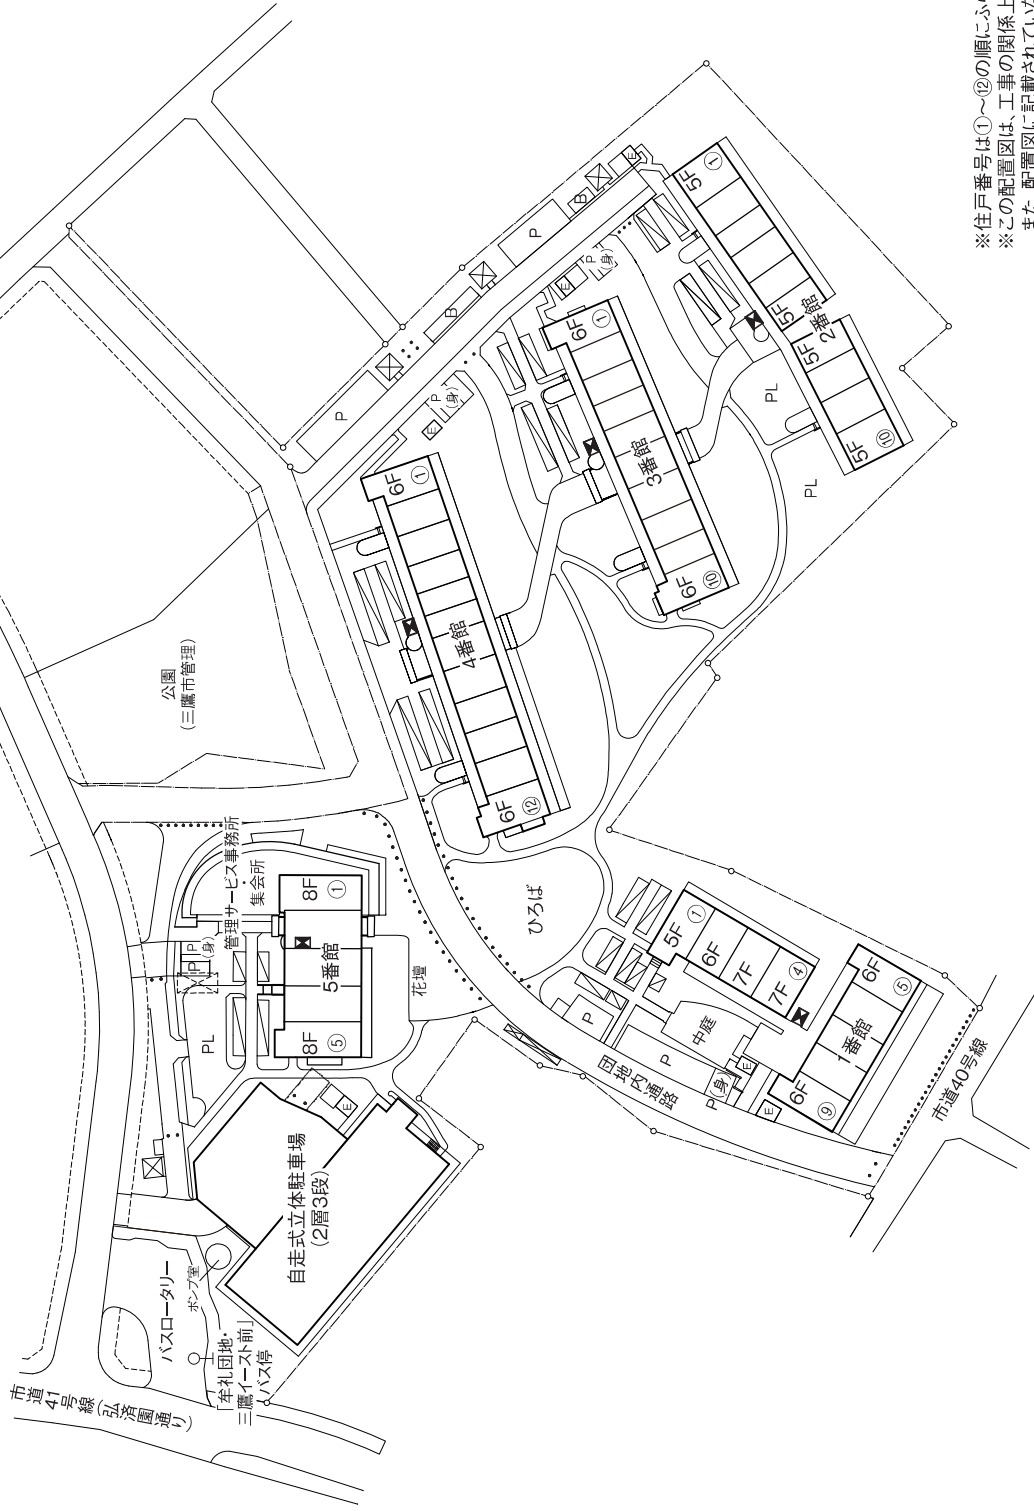 ※住戸番号は①〜⑫の順にふ
※この配置図は、工事の関係上
また、配置図に記載されてい
公園
(三鷹市管理)
P
B
P
B
E
P
(身)
E
P
(身)
E
6F
①
4番館
6F
⑫
6F
①
3番館
6F
⑩
5F
①
5F
2番館
5F
5F
⑩
PL
PL
管理サービス事務所
・
集会所
P
P
(身)
8F
①
5番館
8F
⑤
PL
花壇
ひろば
5F
①
6F
7F
7F
④
6F
⑤
1番館
6F
⑨
中庭
P
P
P(身)
E
E
団地内通路
市道40号線
自走式立体駐車場
(2層3段)
E
バスロータリー
ポンプ室
「牟礼団地・
三鷹イースト前」
バス停
市道
41号線(弘済園通り)